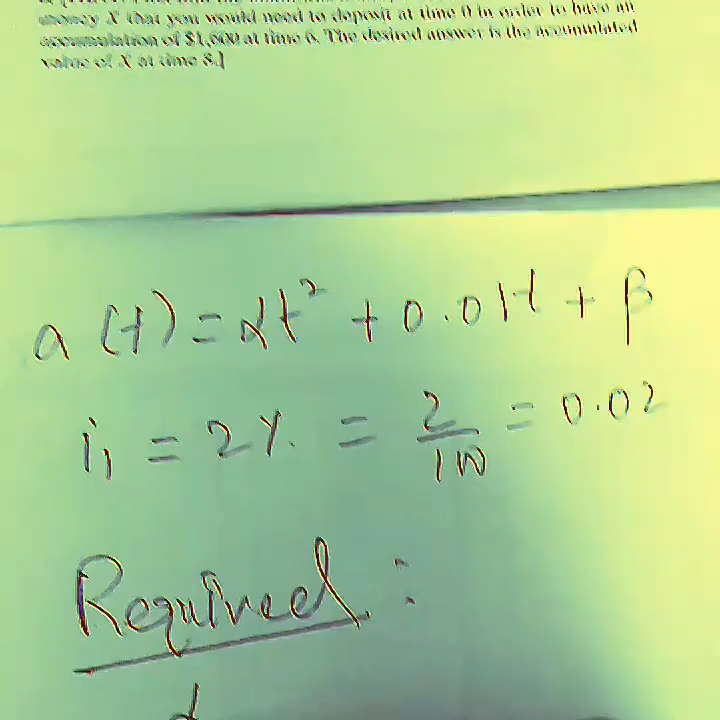 money X that you would need to deposit at time 0 in order to have an
accumulation of $1,600 at time 6. The desired answer is the accumulated
value of X at time 8.]
a (t) = αt² + 0.01t + β
i₁ = 2%. = 2/100 = 0.02
Required :
α